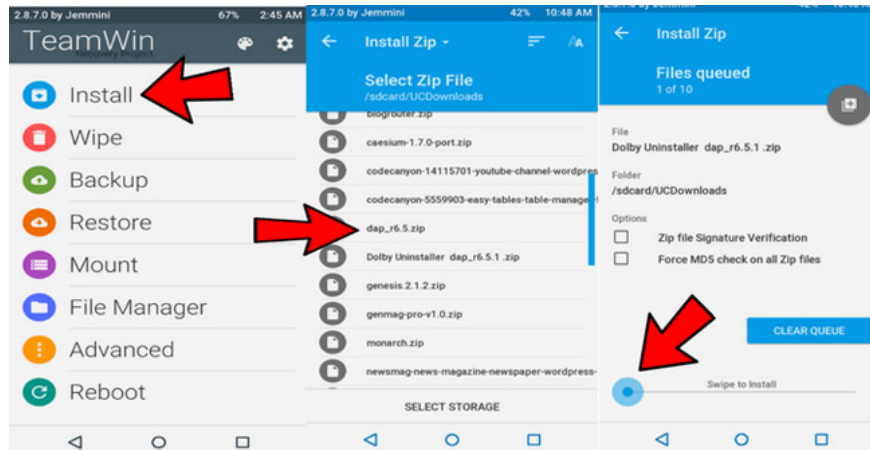 2.8.7.0 by Jemmini 67% 2:45 AM
TeamWin
Recovery Project
Install
Wipe
Backup
Restore
Mount
File Manager
Advanced
Reboot
2.8.7.0 by Jemmini 42% 10:48 AM
Install Zip
Select Zip File
/sdcard/UCDownloads
blogrouter.zip
caesium-1.7.0-port.zip
codecanyon-14115701-youtube-channel-wordpres
codecanyon-5559903-easy-tables-table-manage
dap_r6.5.zip
Dolby Uninstaller dap_r6.5.1 .zip
genesis.2.1.2.zip
genmag-pro-v1.0.zip
monarch.zip
newsmag-news-magazine-newspaper-wordpress-
SELECT STORAGE
Install Zip
Files queued
1 of 10
File
Dolby Uninstaller dap_r6.5.1 .zip
Folder
/sdcard/UCDownloads
Options
Zip file Signature Verification
Force MD5 check on all Zip files
CLEAR QUEUE
Swipe to Install